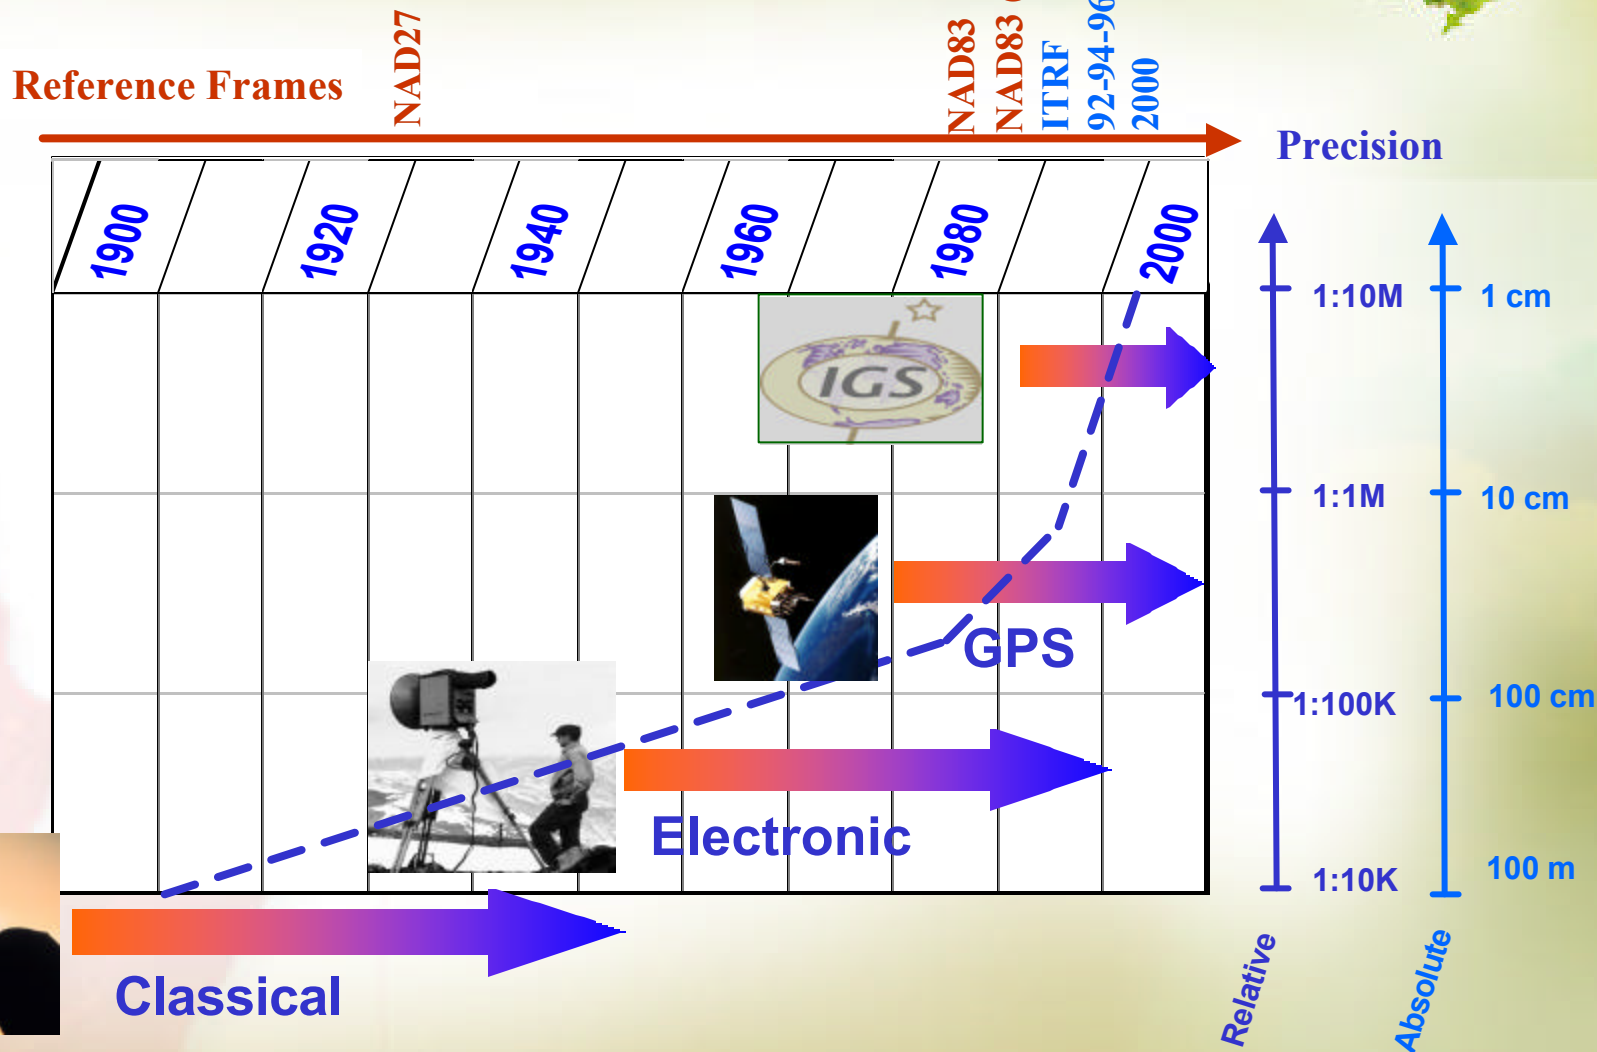 Reference Frames
NAD27
NAD83
NAD83
ITRF
92-94-96
2000
Precision
1900
1920
1940
1960
1980
2000
IGS
GPS
Electronic
Classical
1:10M
1:1M
1:100K
1:10K
Relative
1 cm
10 cm
100 cm
100 m
Absolute